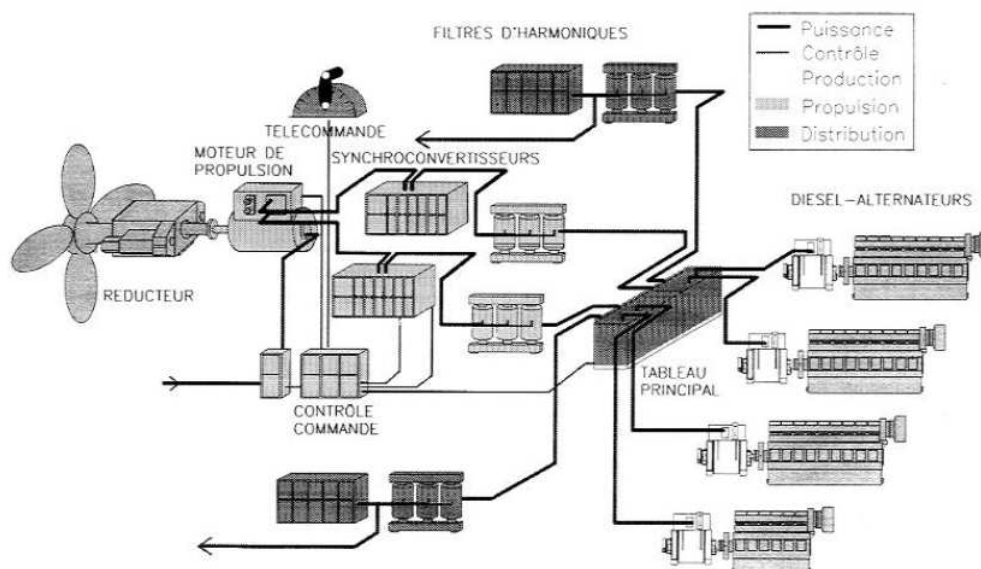 FILTRES D'HARMONIQUES
Puissance
Contrôle
Production
Propulsion
Distribution
TELECOMMANDE
MOTEUR DE
PROPULSION
SYNCHROCONVERTISSEURS
DIESEL-ALTERNATEURS
REDUCTEUR
TABLEAU
PRINCIPAL
CONTRÔLE
COMMANDE